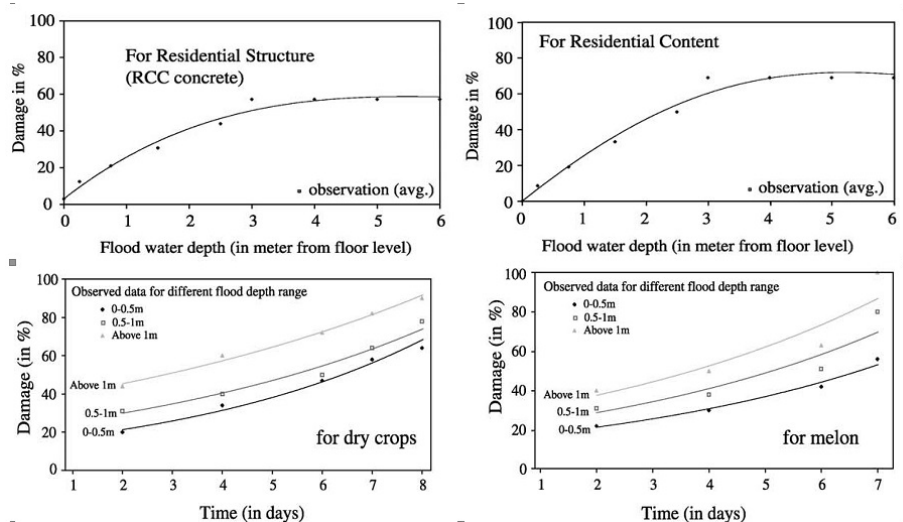 100
80
60
40
20
0
Damage in %
For Residential Structure
(RCC concrete)
observation (avg.)
0 1 2 3 4 5 6
Flood water depth (in meter from floor level)
100
80
60
40
20
0
Damage in %
For Residential Content
observation (avg.)
0 1 2 3 4 5 6
Flood water depth (in meter from floor level)
100
80
60
40
20
0
Damage (in %)
Observed data for different flood depth range
0-0.5m
0.5-1m
Above 1m
Above 1m
0.5-1m
0-0.5m
for dry crops
1 2 3 4 5 6 7 8
Time (in days)
100
80
60
40
20
0
Damage (in %)
Observed data for different flood depth range
0-0.5m
0.5-1m
Above 1m
Above 1m
0.5-1m
0-0.5m
for melon
1 2 3 4 5 6 7
Time (in days)